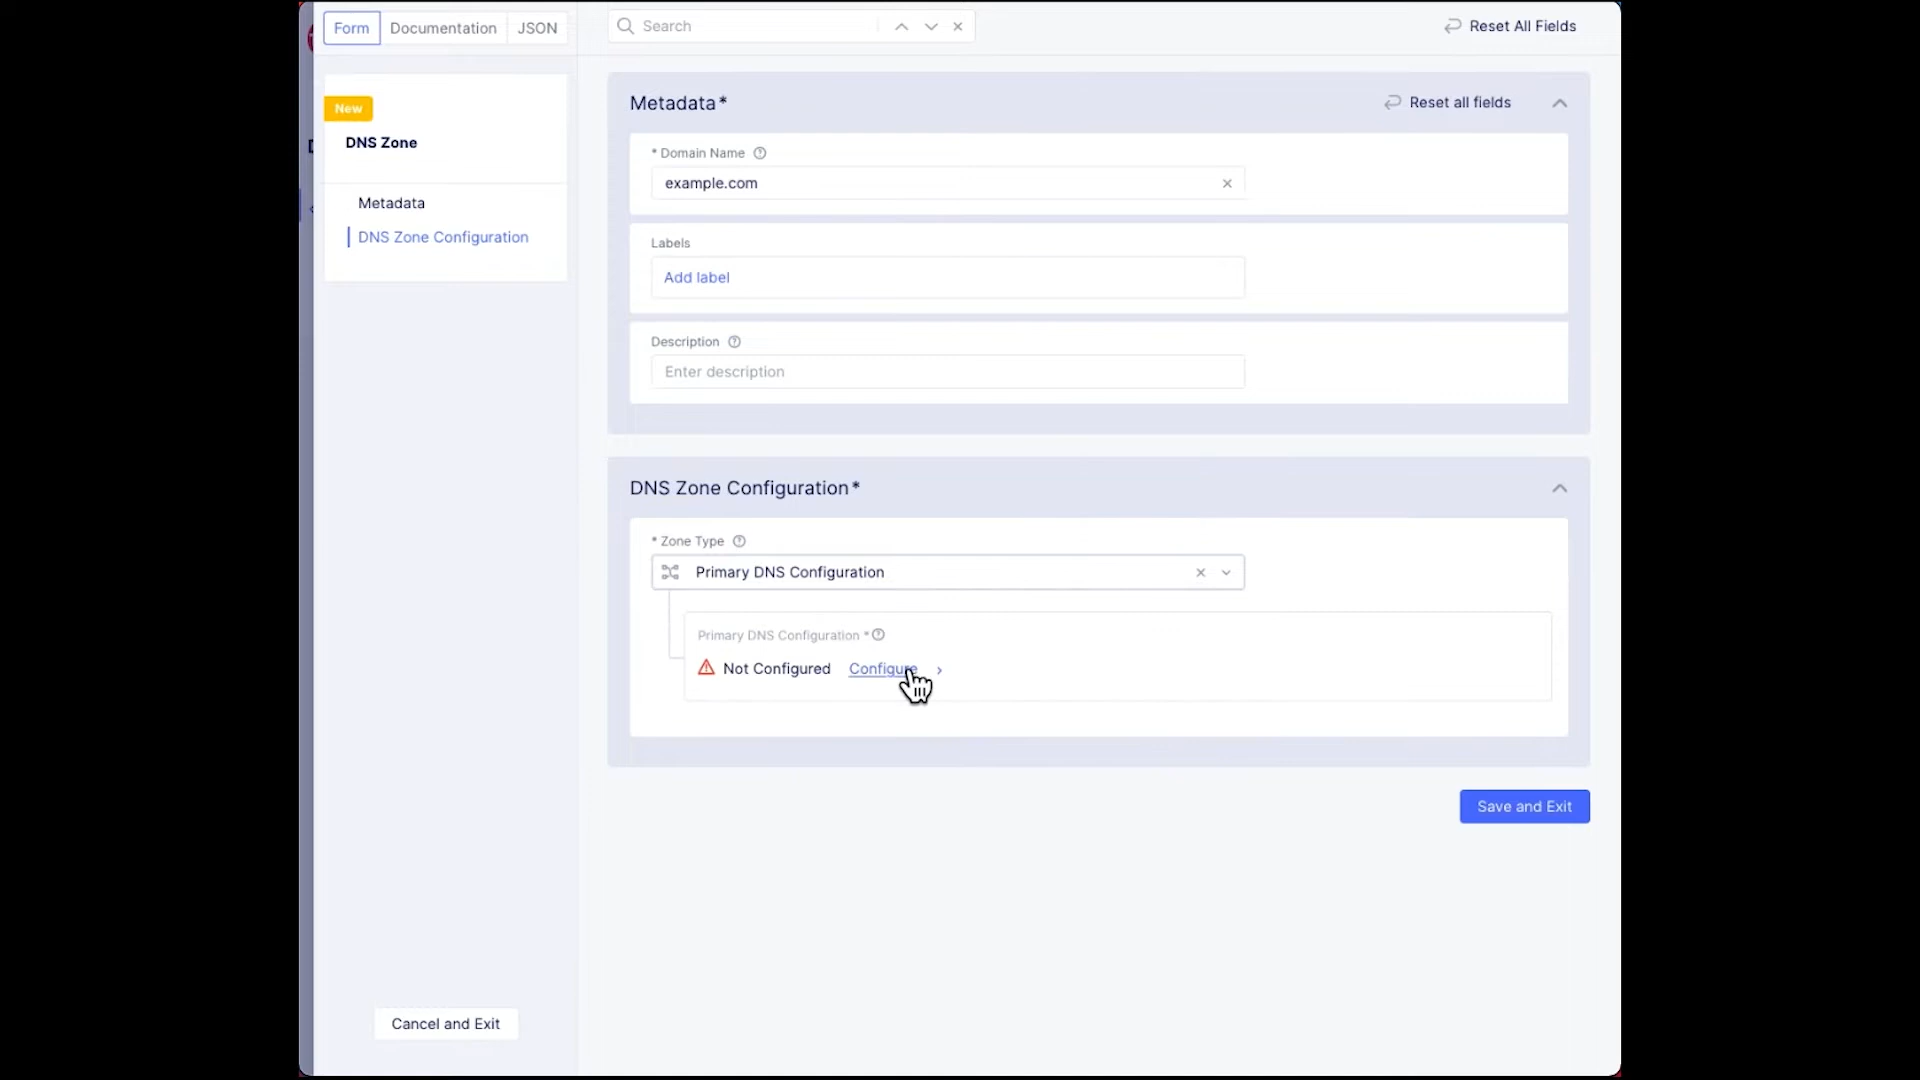 Form
Documentation
JSON
Search
Reset All Fields
New
DNS Zone
Metadata
DNS Zone Configuration
Metadata*
Reset all fields
* Domain Name
example.com
Labels
Add label
Description
Enter description
DNS Zone Configuration*
* Zone Type
Primary DNS Configuration
Primary DNS Configuration *
Not Configured
Configure
Save and Exit
Cancel and Exit